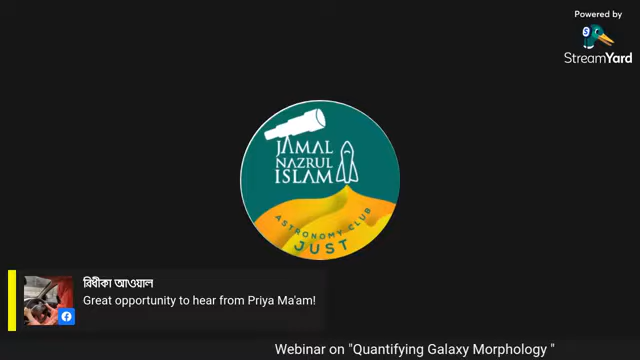 Powered by
StreamYard
JAMAL
NAZRUL
ISLAM
ASTRONOMY CLUB
JUST
রিধীকা আওয়াল
Great opportunity to hear from Priya Ma'am!
Webinar on "Quantifying Galaxy Morphology "